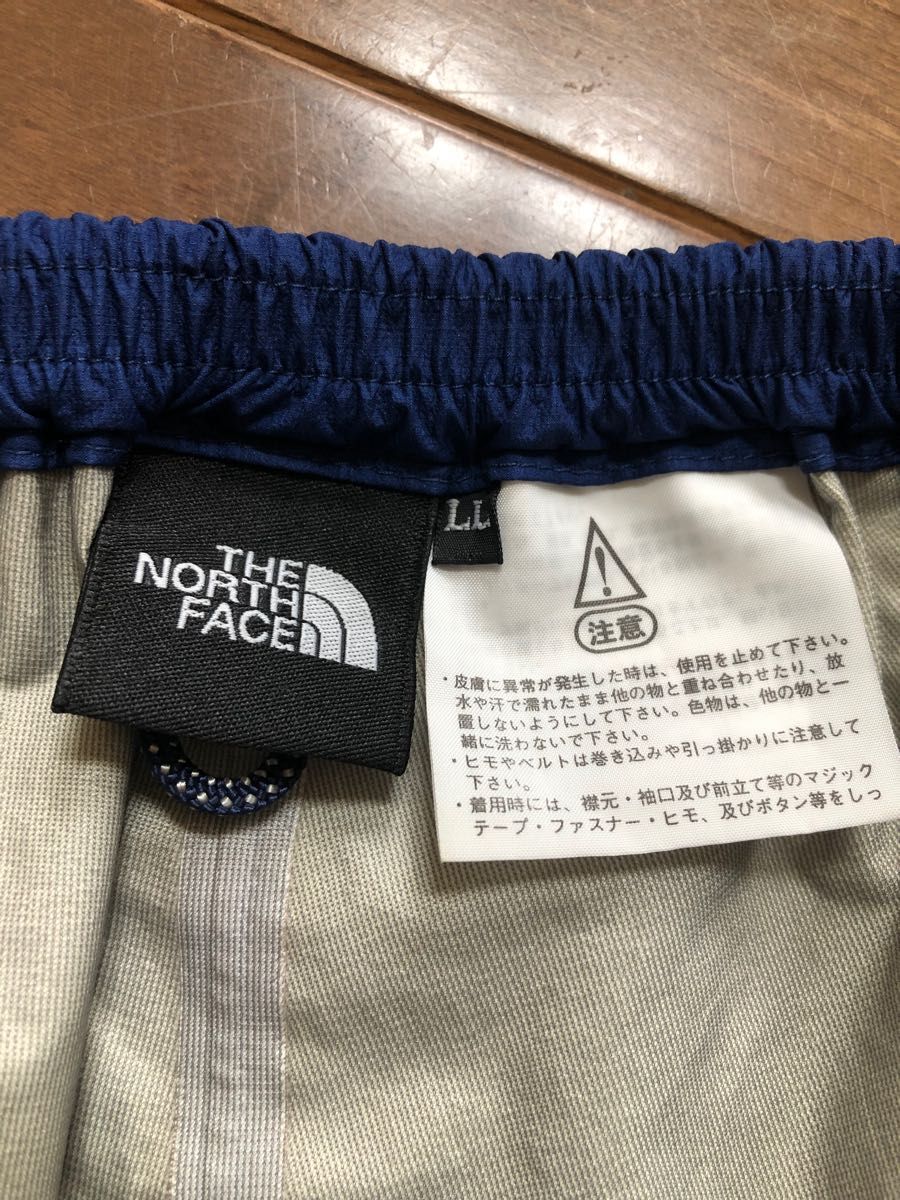 THE
NORTH
FACE
LL
注意
・皮膚に異常が発生した時は、使用を止めて下さい。
水や汗で濡れたまま他の物と重ね合わせたり、放
置しないようにして下さい。色物は、他の物と一
緒に洗わないで下さい。
・ヒモやベルトは巻き込みや引っ掛かりに注意して
下さい。
・着用時には、襟元・袖口及び前立て等のマジック
テープ・ファスナー・ヒモ、及びボタン等をしっ